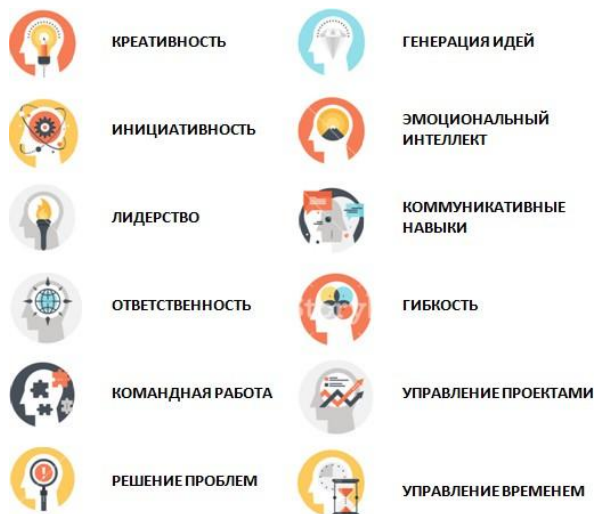 КРЕАТИВНОСТЬ
ГЕНЕРАЦИЯ ИДЕЙ
ИНИЦИАТИВНОСТЬ
ЭМОЦИОНАЛЬНЫЙ
ИНТЕЛЛЕКТ
ЛИДЕРСТВО
КОММУНИКАТИВНЫЕ
НАВЫКИ
ОТВЕТСТВЕННОСТЬ
ГИБКОСТЬ
КОМАНДНАЯ РАБОТА
УПРАВЛЕНИЕ ПРОЕКТАМИ
РЕШЕНИЕ ПРОБЛЕМ
УПРАВЛЕНИЕ ВРЕМЕНЕМ